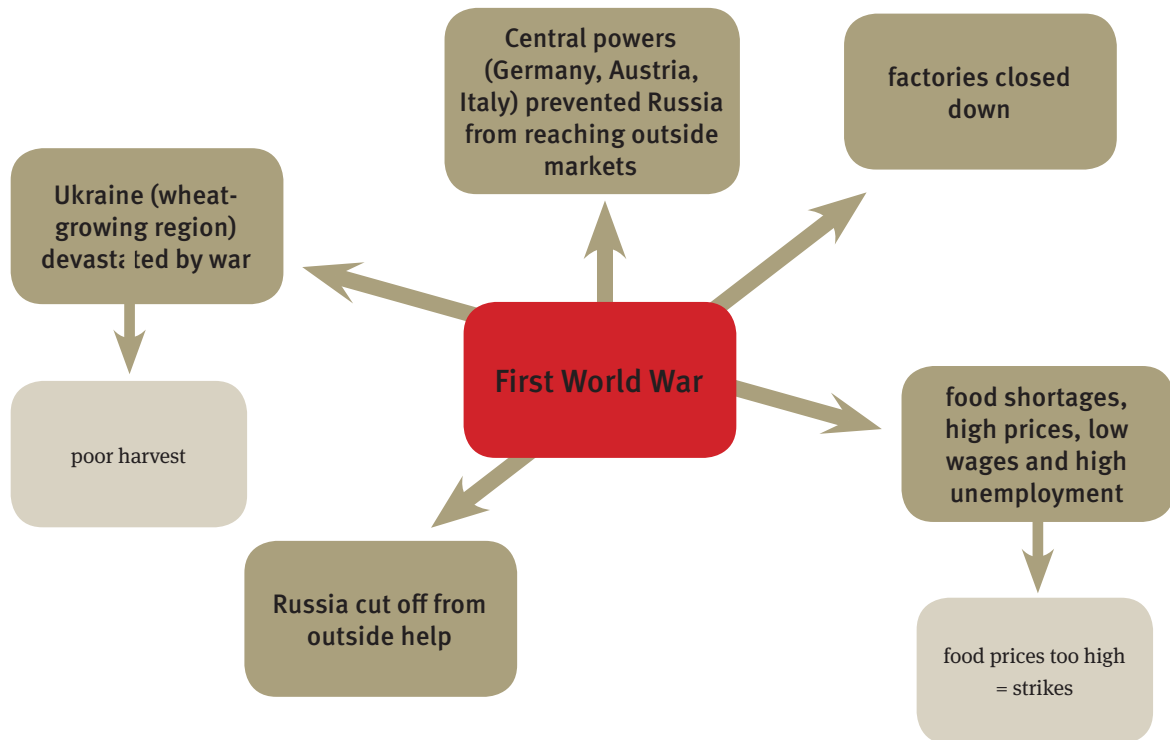 Central powers
(Germany, Austria,
Italy) prevented Russia
from reaching outside
markets
factories closed
down
Ukraine (wheat-
growing region)
devastated by war
First World War
food shortages,
high prices, low
wages and high
unemployment
poor harvest
Russia cut off from
outside help
food prices too high
= strikes